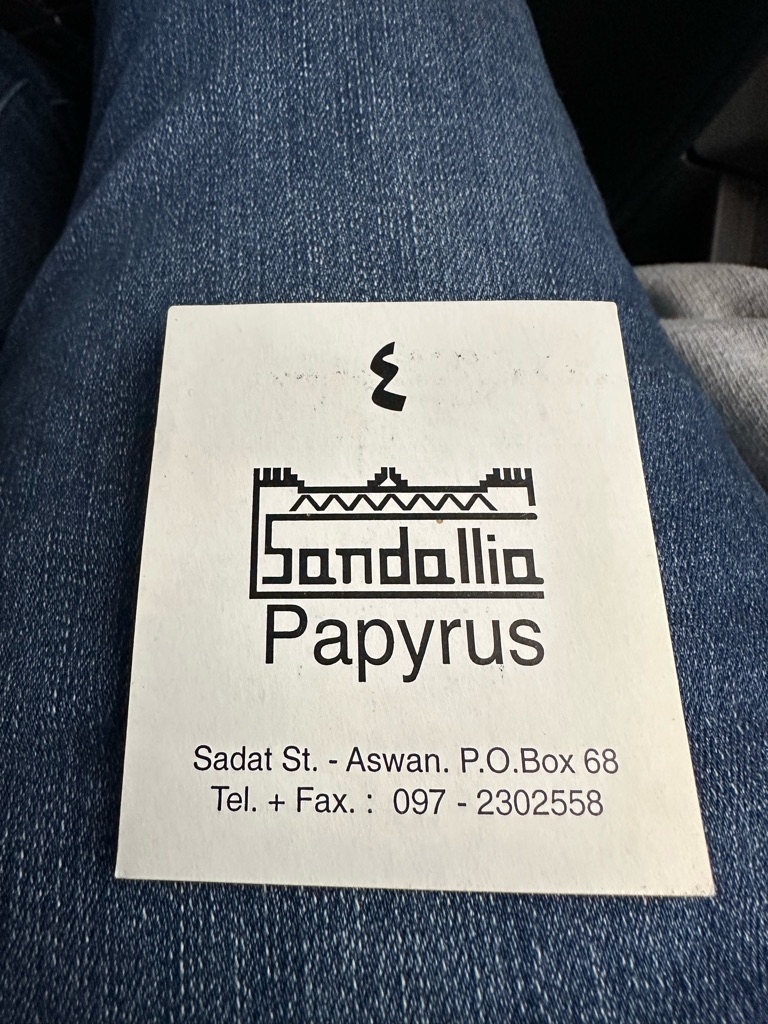 ٤
Sandallia
Papyrus
Sadat St. - Aswan. P.O.Box 68
Tel. + Fax. : 097 - 2302558